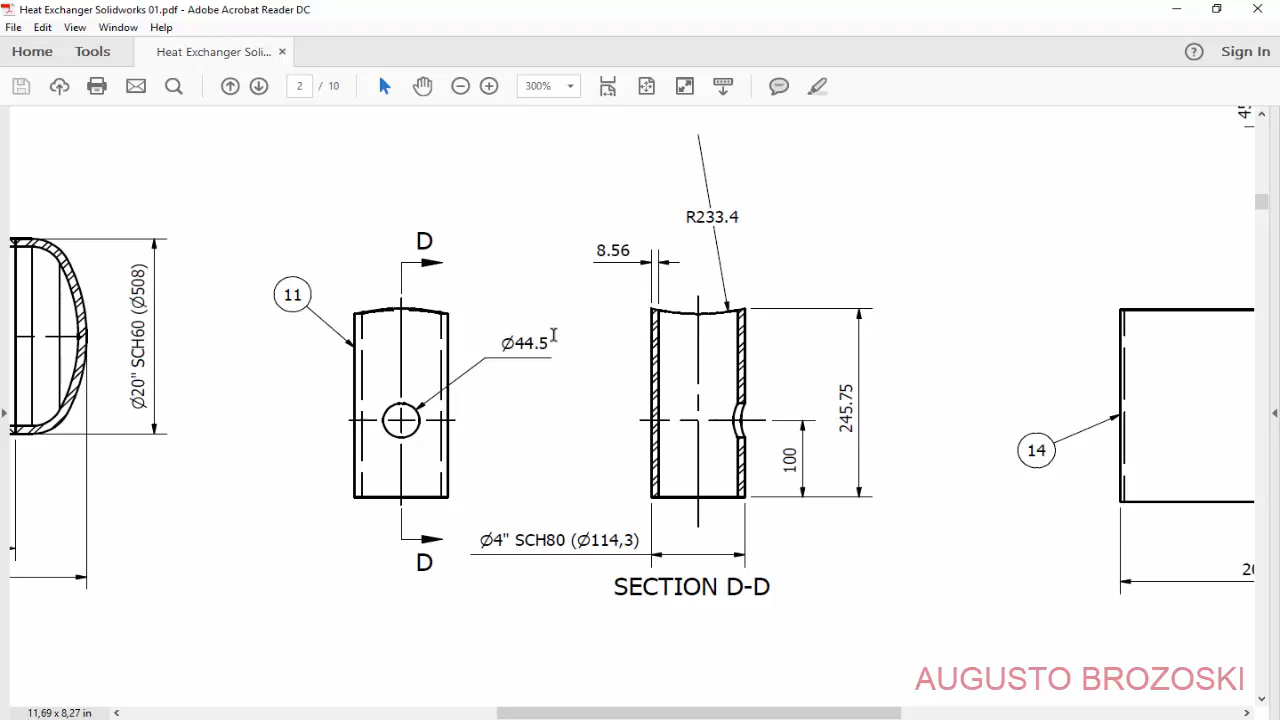 Heat Exchanger Solidworks 01.pdf - Adobe Acrobat Reader DC
File Edit View Window Help
Home Tools Heat Exchanger Soli... Sign In
2 / 10 300%
R233.4
D
8.56
Ø20" SCH60 (Ø508)
11
Ø44.5
245.75
100
14
D
Ø4" SCH80 (Ø114,3)
SECTION D-D
AUGUSTO BROZOSKI
11,69 x 8,27 in